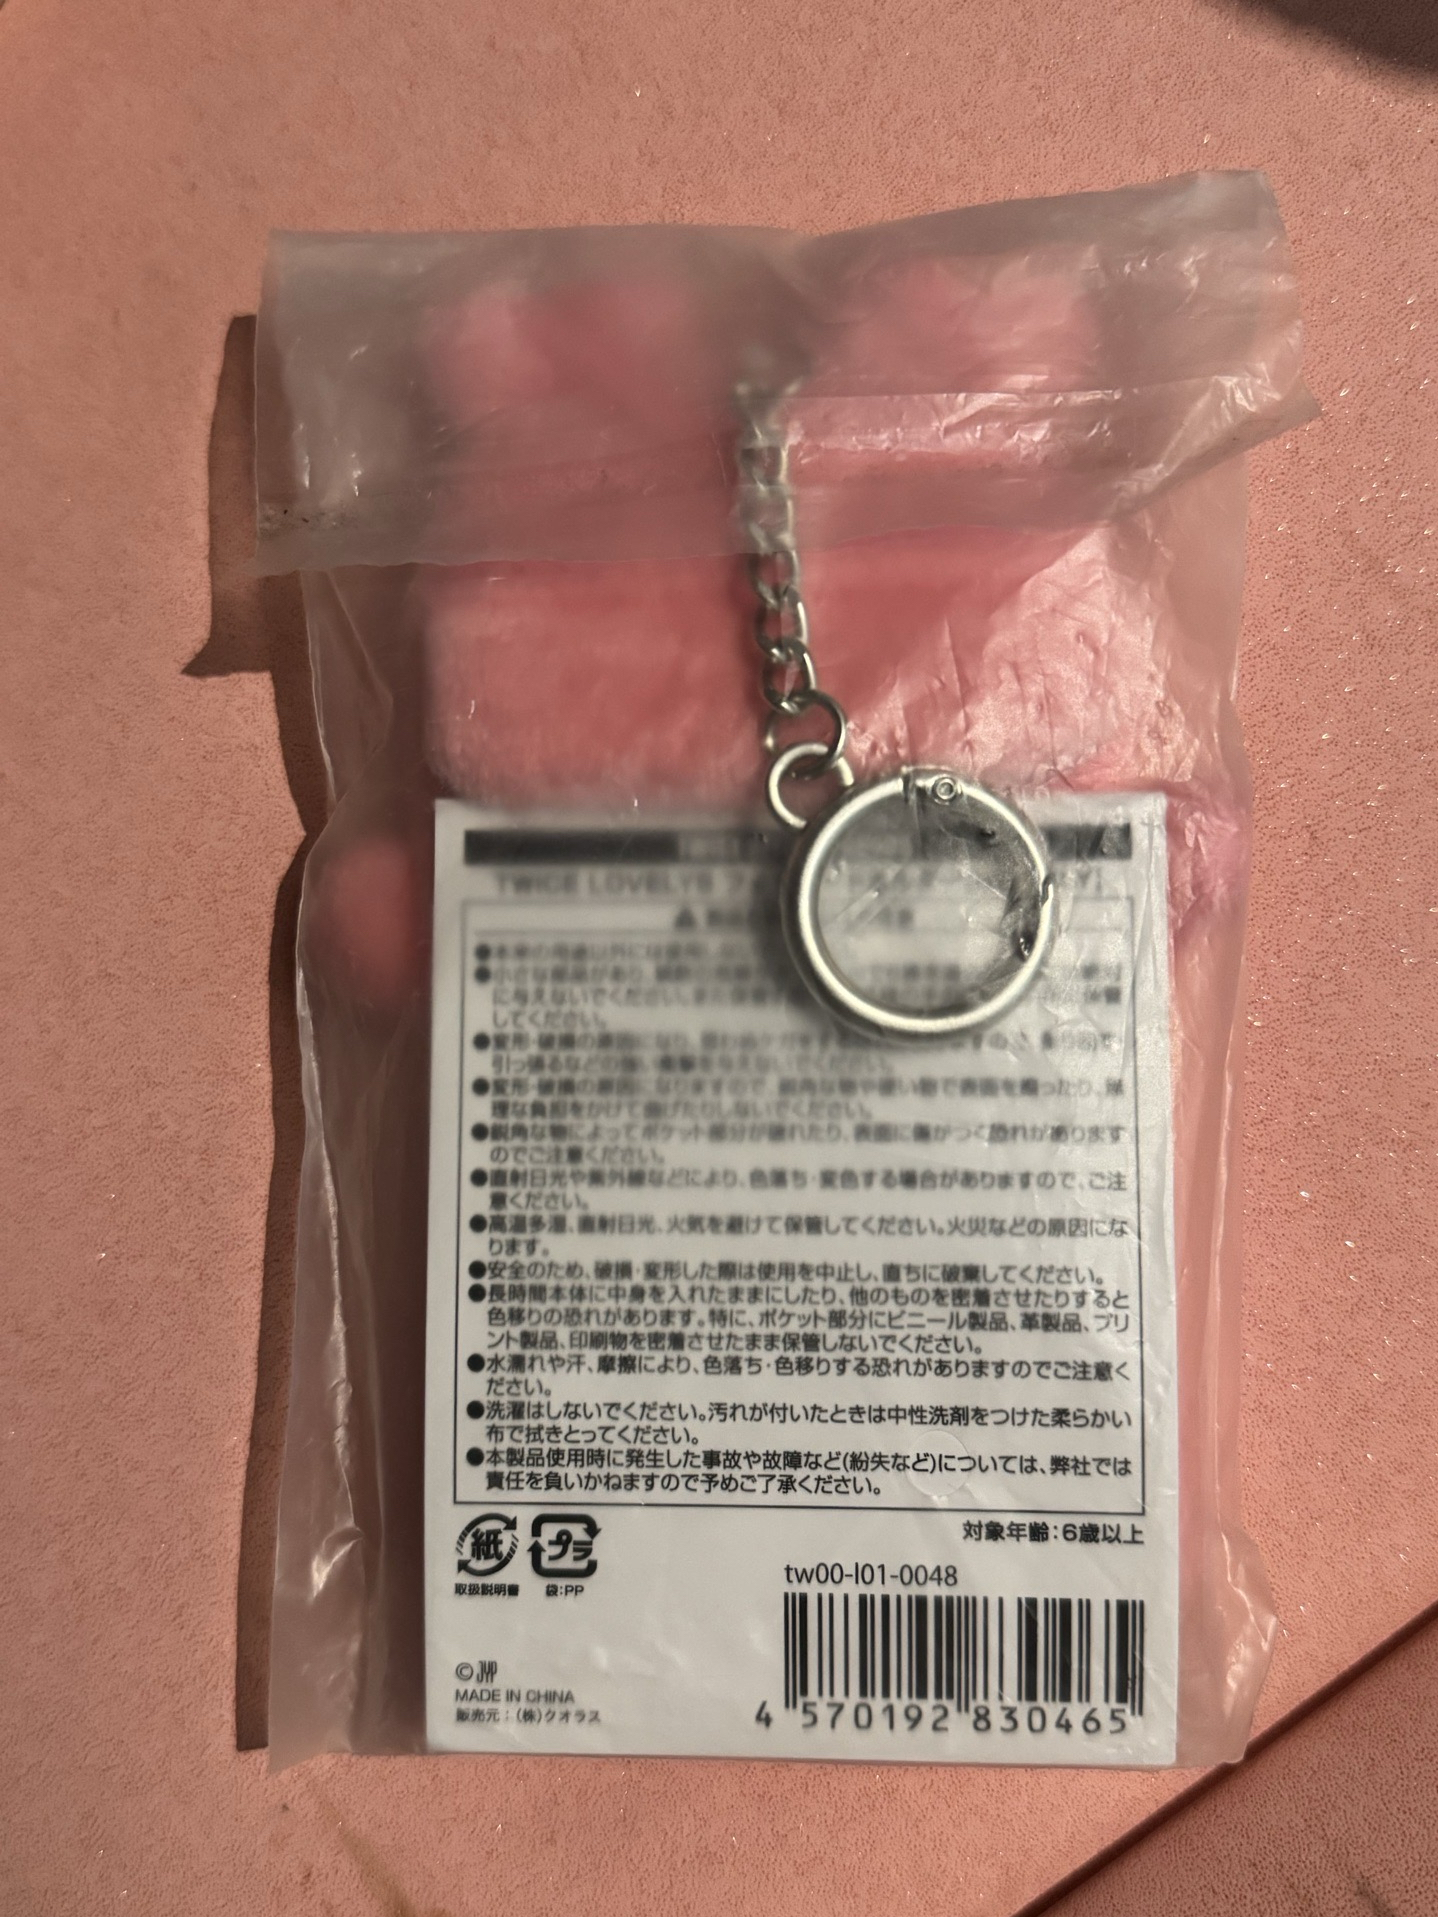 TWICE LOVELYS
●本来の用途以外には使用しないで
●小さな部品があり、
に与えないでください。また保管 保管
してください。
●変形・破損の原因になり、思わぬケガをする ますので、
引っ張るなどの強い衝撃を与えないでください。
●変形・破損の原因になりますので、鋭角な物や硬い物で表面を擦ったり、無
理な負担をかけて曲げたりしないでください。
●鋭角な物によってポケット部分が破れたり、表面に傷がつく恐れがあります
のでご注意ください。
●直射日光や紫外線などにより、色落ち・変色する場合がありますので、ご注
意ください。
●高温多湿、直射日光、火気を避けて保管してください。火災などの原因にな
ります。
●安全のため、破損・変形した際は使用を中止し、直ちに破棄してください。
●長時間本体に中身を入れたままにしたり、他のものを密着させたりすると
色移りの恐れがあります。特に、ポケット部分にビニール製品、革製品、プリ
ント製品、印刷物を密着させたまま保管しないでください。
●水濡れや汗、摩擦により、色落ち・色移りする恐れがありますのでご注意く
ださい。
●洗濯はしないでください。汚れが付いたときは中性洗剤をつけた柔らかい
布で拭きとってください。
●本製品使用時に発生した事故や故障など(紛失など)については、弊社では
責任を負いかねますので予めご了承ください。
対象年齢：6歳以上
紙 プラ
取扱説明書 袋：PP
tw00-l01-0048
4 570192 830465
© JYP
MADE IN CHINA
販売元：(株)クオラス